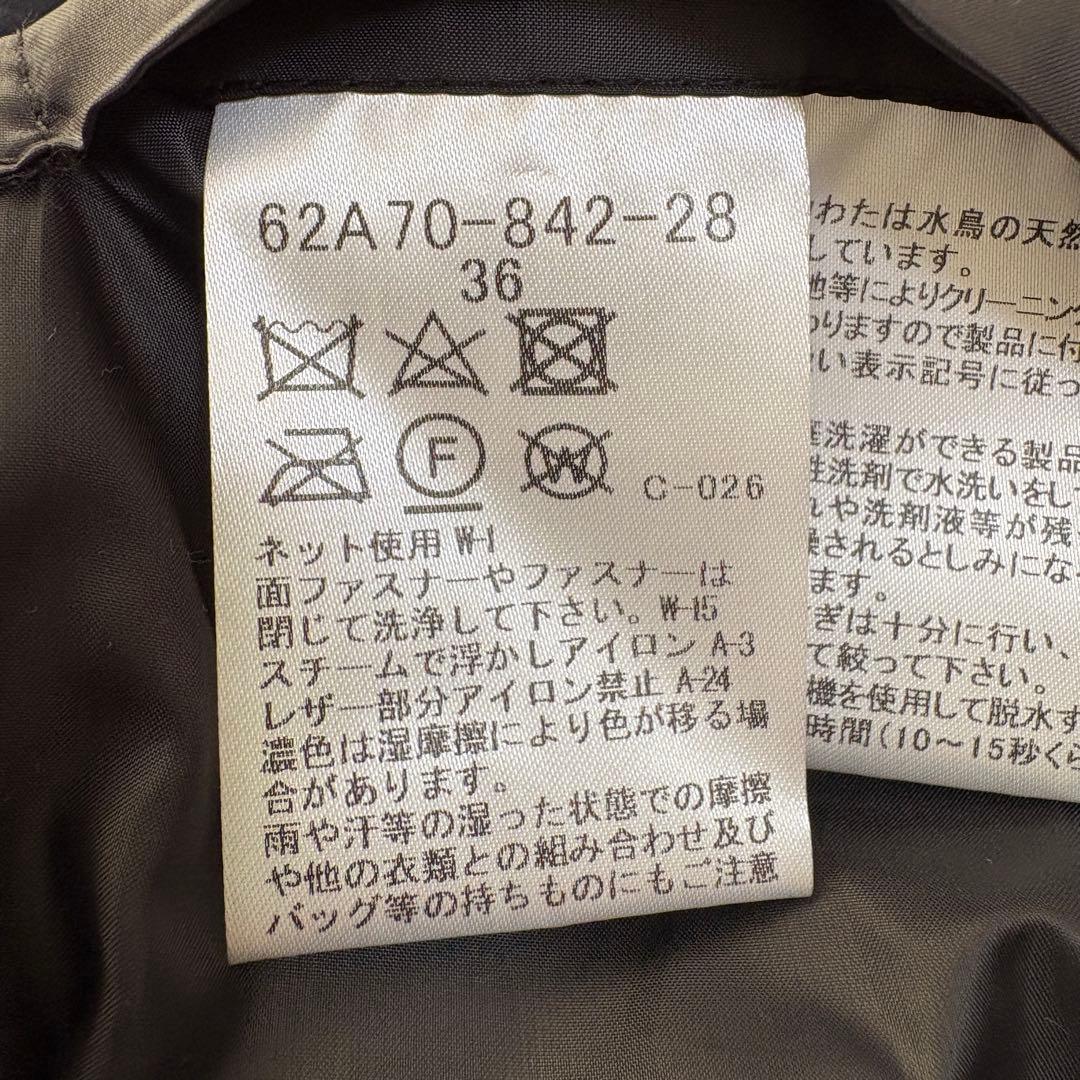 62A70-842-28
36
F
W
C-026
ネット使用 W-1
面ファスナーやファスナーは
閉じて洗浄して下さい。W-15
スチームで浮かしアイロン A-3
レザー部分アイロン禁止 A-24
濃色は湿摩擦により色が移る場
合があります。
雨や汗等の湿った状態での摩擦
や他の衣類との組み合わせ及び
バッグ等の持ちものにもご注意
わたは水鳥の天然
しています。
地等によりクリーニング
わりますので製品に付
い表示記号に従っ
洗濯ができる製品
性洗剤で水洗いをして
れや洗剤液等が残
されるとしみになる
ます。
ぎは十分に行い、
て絞って下さい。
機を使用して脱水す
時間(10～15秒くら